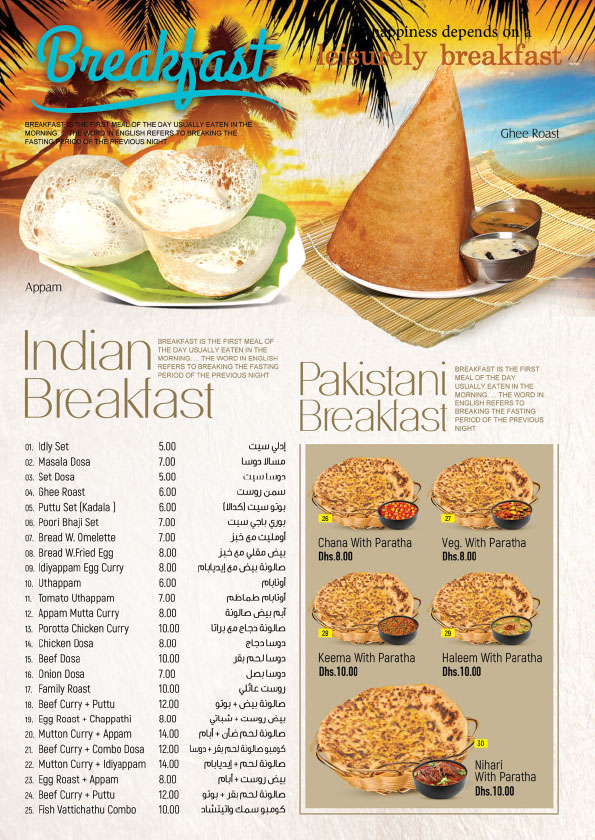 Breakfast
happiness depends on a
leisurely breakfast ...
BREAKFAST IS THE FIRST MEAL OF THE DAY USUALLY EATEN IN THE
MORNING. ... THE WORD IN ENGLISH REFERS TO BREAKING THE
FASTING PERIOD OF THE PREVIOUS NIGHT
Ghee Roast
Appam
Indian
Breakfast
BREAKFAST IS THE FIRST MEAL OF
THE DAY USUALLY EATEN IN THE
MORNING. ... THE WORD IN ENGLISH
REFERS TO BREAKING THE FASTING
PERIOD OF THE PREVIOUS NIGHT
01. Idly Set 5.00 إدلي سيت
02. Masala Dosa 7.00 مسالا دوسا
03. Set Dosa 5.00 دوسا سيت
04. Ghee Roast 6.00 سمن روست
05. Puttu Set (Kadala ) 6.00 بوتو سيت (كدالا)
06. Poori Bhaji Set 7.00 بوري باجي سيت
07. Bread W. Omelette 7.00 أومليت مع خبز
08. Bread W.Fried Egg 8.00 بيض مقلي مع خبز
09. Idiyappam Egg Curry 8.00 صالونة بيض مع إيديابام
10. Uthappam 6.00 أوتابام
11. Tomato Uthappam 7.00 أوتابام طماطم
12. Appam Mutta Curry 8.00 آبم بيض صالونة
13. Porotta Chicken Curry 10.00 صالونة دجاج مع براتا
14. Chicken Dosa 8.00 دوسا دجاج
15. Beef Dosa 10.00 دوسا لحم بقر
16. Onion Dosa 7.00 دوسا بصل
17. Family Roast 10.00 روست عائلي
18. Beef Curry + Puttu 12.00 صالونة بيض + بوتو
19. Egg Roast + Chappathi 8.00 بيض روست + شباتي
20. Mutton Curry + Appam 14.00 صالونة لحم ضأن + أبام
21. Beef Curry + Combo Dosa 12.00 كومبو صالونة لحم بقر + دوسا
22. Mutton Curry + Idiyappam 14.00 صالونة لحم + إيديابام
23. Egg Roast + Appam 8.00 بيض روست + أبام
24. Beef Curry + Puttu 12.00 صالونة لحم بقر + بوتو
25. Fish Vattichathu Combo 10.00 كومبو سمك واتيتشاد
Pakistani
Breakfast
BREAKFAST IS THE FIRST
MEAL OF THE DAY
USUALLY EATEN IN THE
MORNING. ... THE WORD IN
ENGLISH REFERS TO
BREAKING THE FASTING
PERIOD OF THE PREVIOUS
NIGHT
26
Chana With Paratha
Dhs.8.00
27
Veg. With Paratha
Dhs.8.00
28
Keema With Paratha
Dhs.10.00
29
Haleem With Paratha
Dhs.10.00
30
Nihari
With Paratha
Dhs.10.00